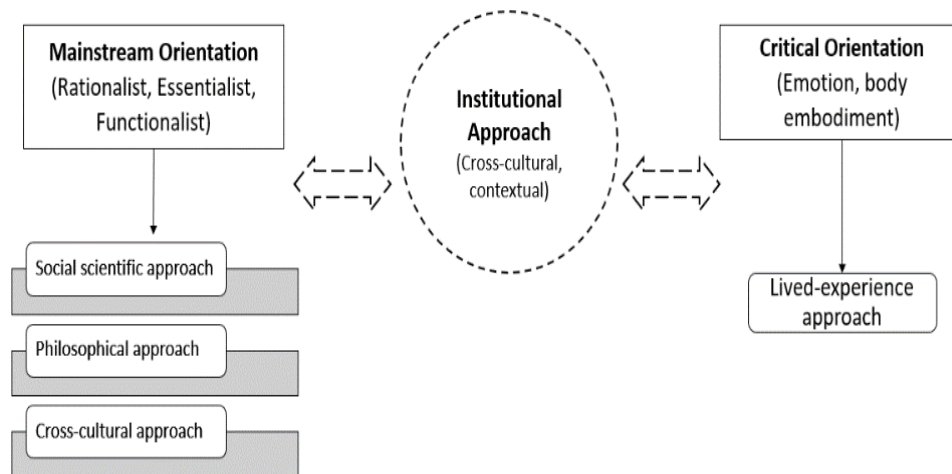 Mainstream Orientation
(Rationalist, Essentialist,
Functionalist)
Social scientific approach
Philosophical approach
Cross-cultural approach
Institutional
Approach
(Cross-cultural,
contextual)
Critical Orientation
(Emotion, body
embodiment)
Lived-experience
approach